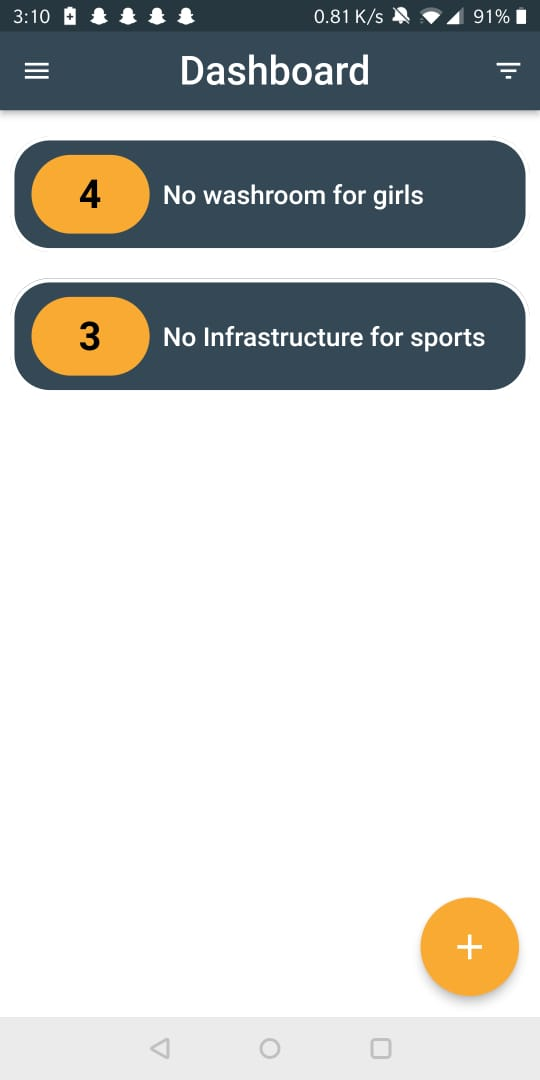 3:10 0.81 K/s 91%
Dashboard
4 No washroom for girls
3 No Infrastructure for sports
+